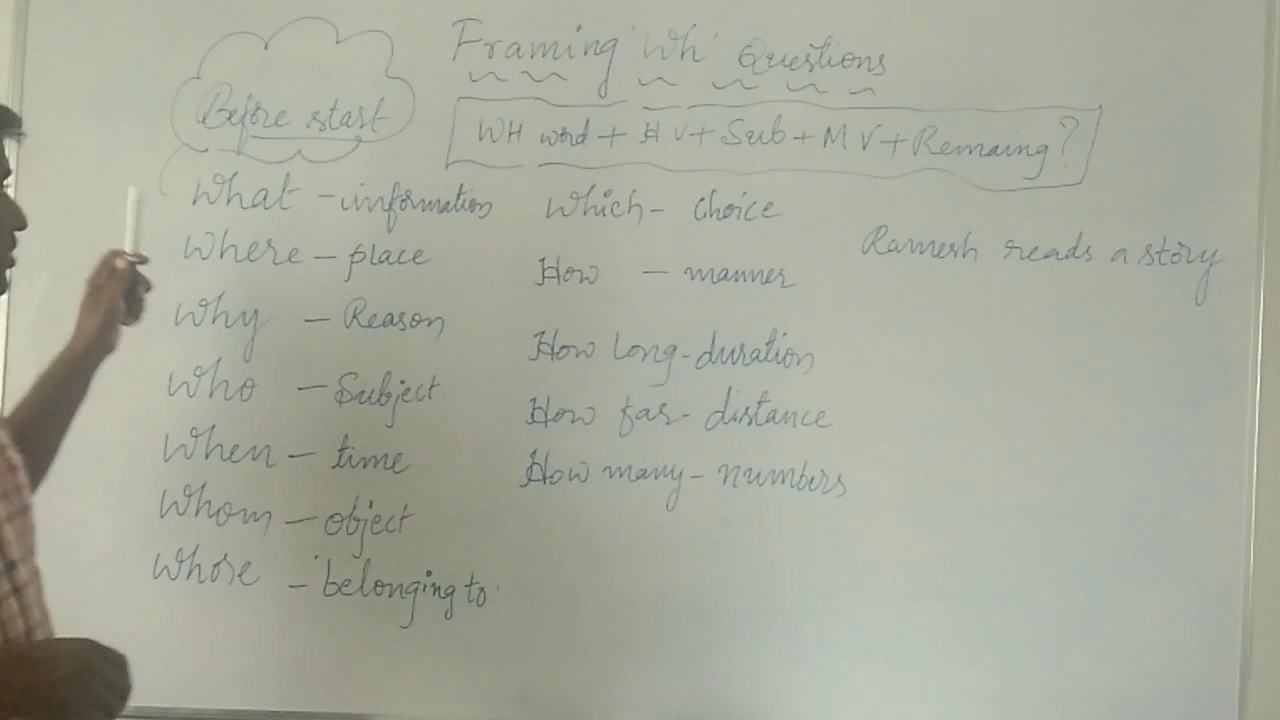 Framing 'Wh' Questions
Before start
WH word + HV + Sub + MV + Remaing?
What - information
Where - place
Why - Reason
Who - Subject
When - time
Whom - object
Whose - belonging to
Which - choice
How - manner
How long - duration
How far - distance
How many - numbers
Ramesh reads a story